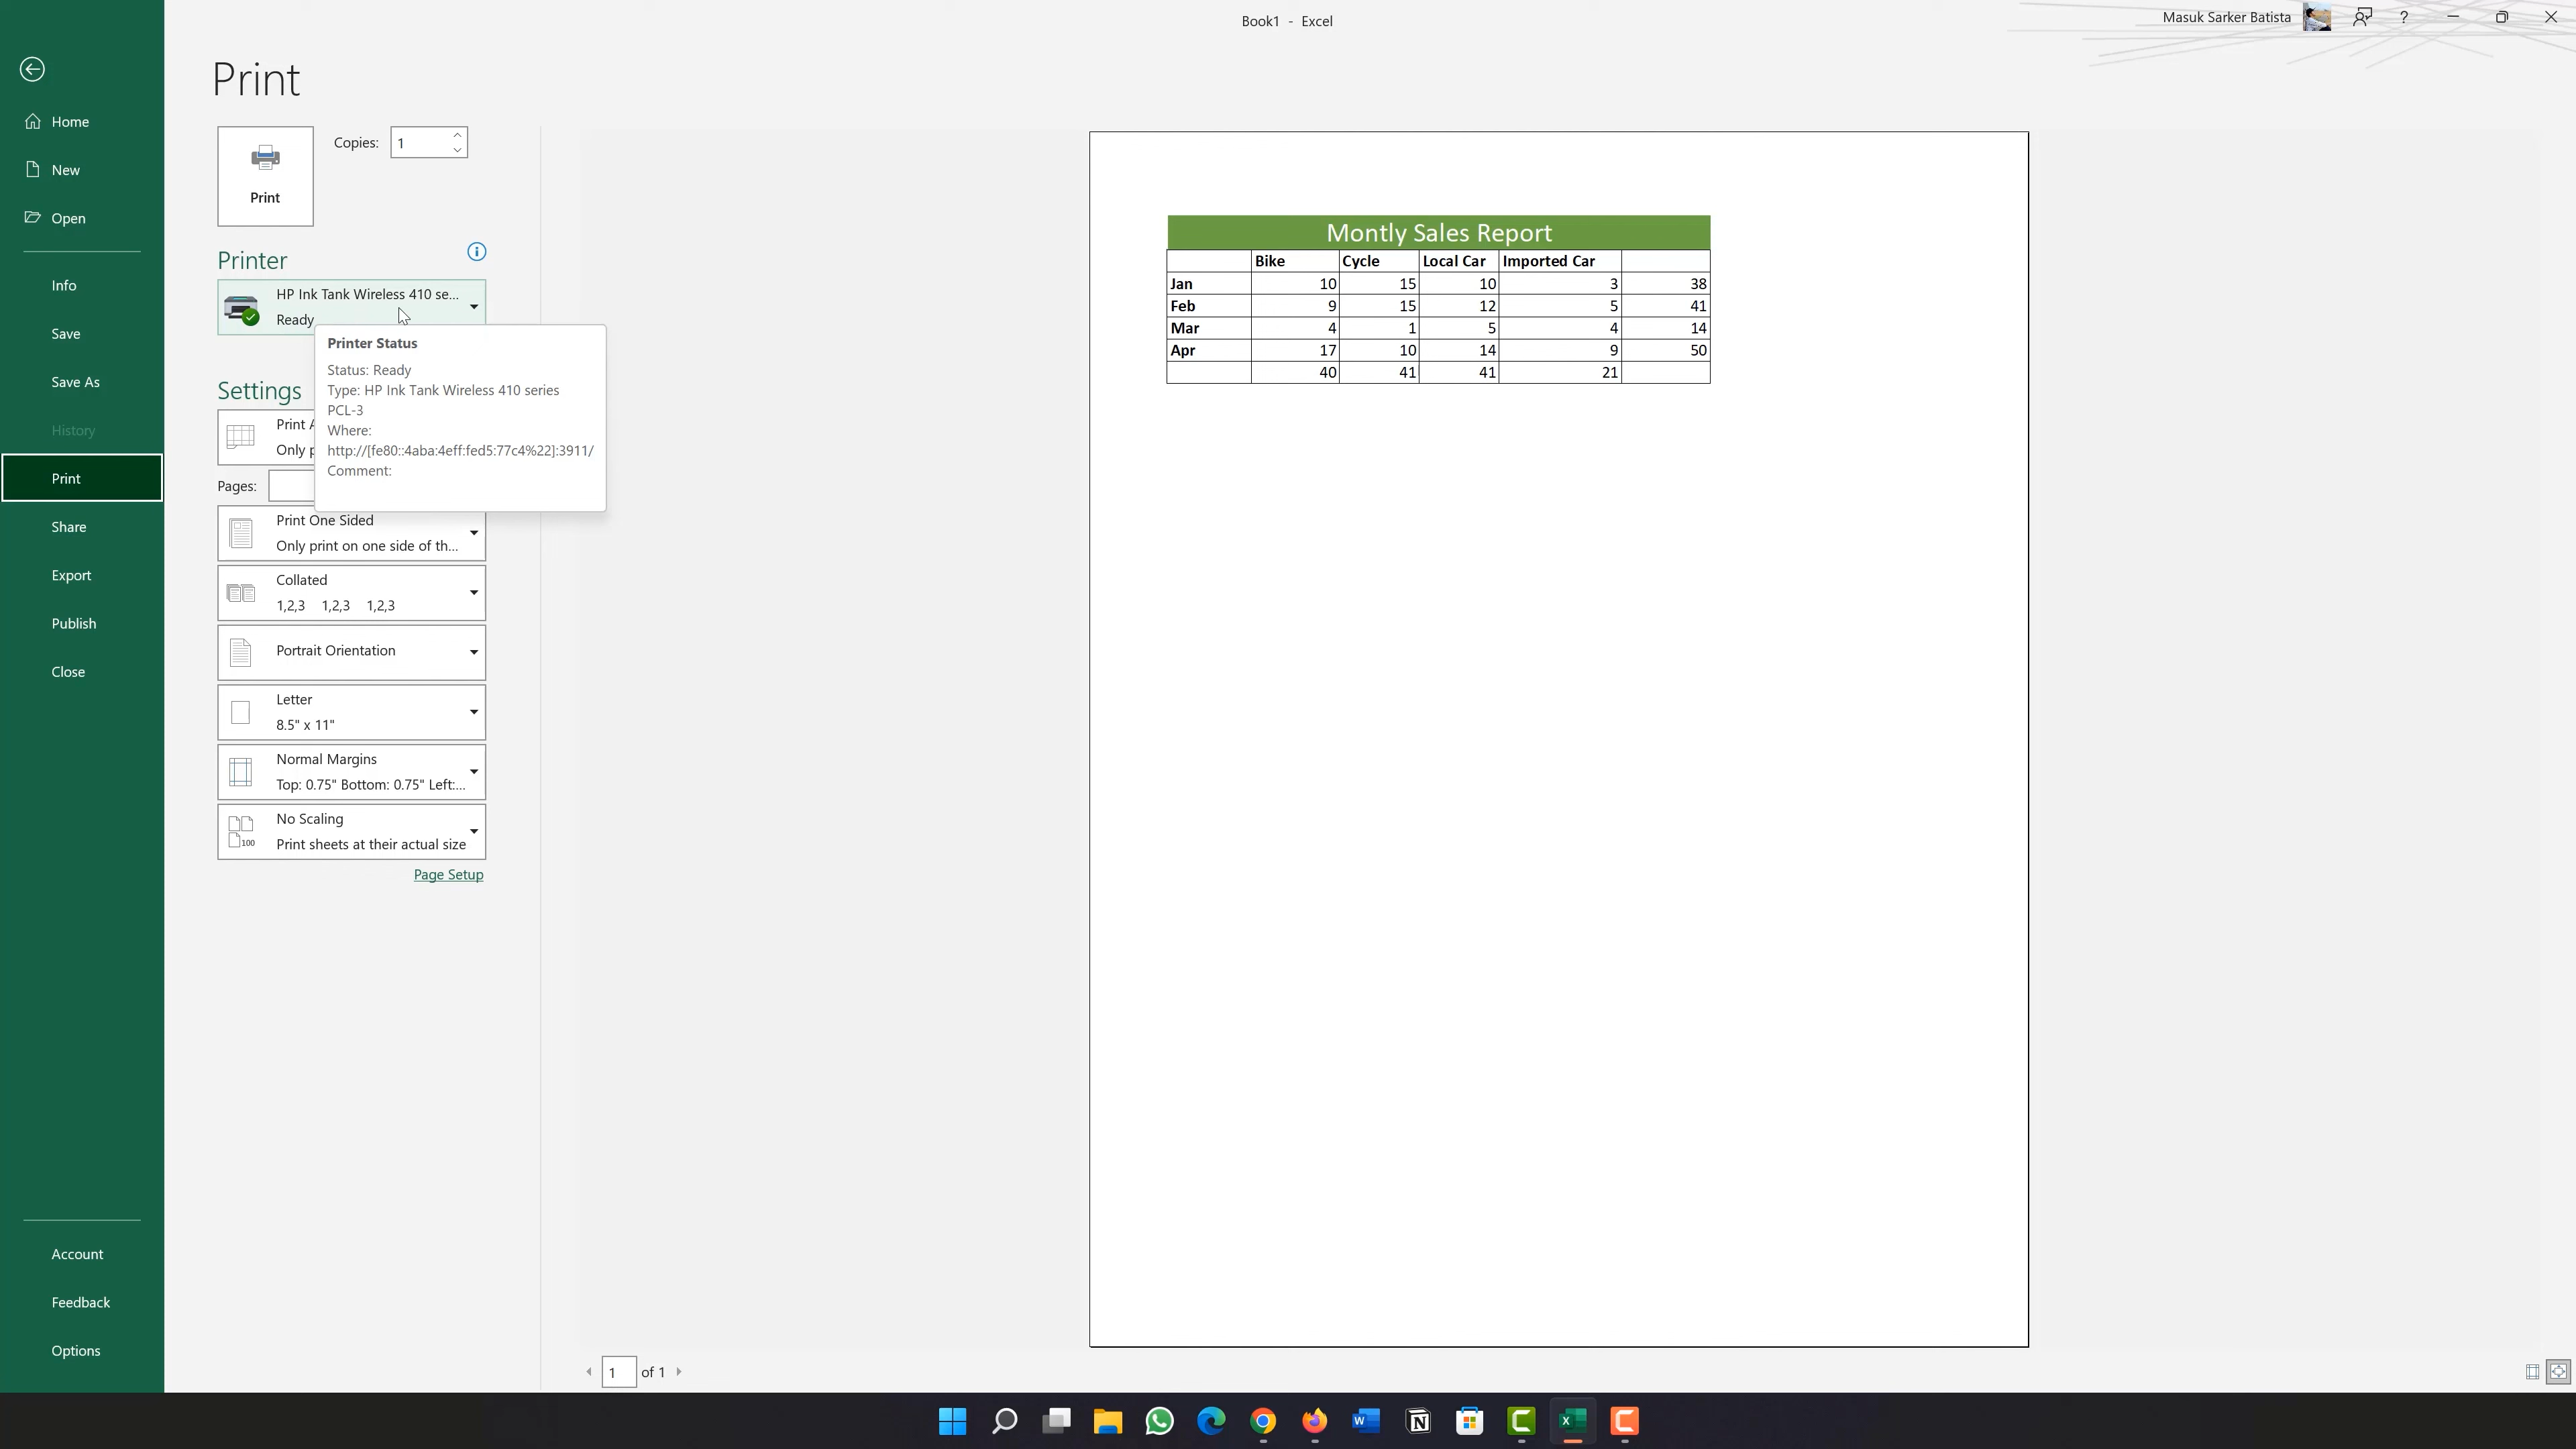 Book1 - Excel
Masuk Sarker Batista
?
Print
Home
New
Open
Info
Save
Save As
History
Print
Share
Export
Publish
Close
Account
Feedback
Options
Print
Copies: 1
Printer
HP Ink Tank Wireless 410 se...
Ready
Printer Status
Status: Ready
Type: HP Ink Tank Wireless 410 series
PCL-3
Where:
http://[fe80::4aba:4eff:fed5:77c4%22]:3911/
Comment:
Settings
Print
Only
Pages:
Print One Sided
Only print on one side of th...
Collated
1,2,3 1,2,3 1,2,3
Portrait Orientation
Letter
8.5" x 11"
Normal Margins
Top: 0.75" Bottom: 0.75" Left:...
No Scaling
Print sheets at their actual size
100
Page Setup
Montly Sales Report
Bike Cycle Local Car Imported Car
Jan 10 15 10 3 38
Feb 9 15 12 5 41
Mar 4 1 5 4 14
Apr 17 10 14 9 50
40 41 41 21
1 of 1